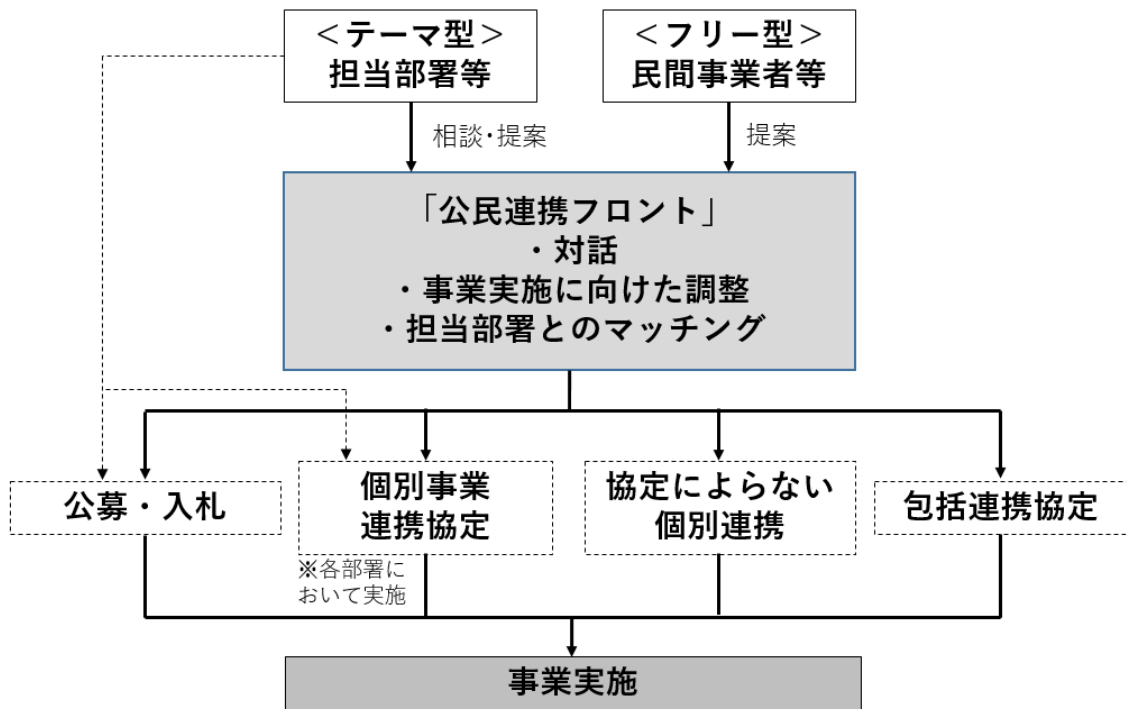 ＜テーマ型＞
担当部署等
＜フリー型＞
民間事業者等
相談・提案
提案
「公民連携フロント」
・対話
・事業実施に向けた調整
・担当部署とのマッチング
公募・入札
個別事業
連携協定
協定によらない
個別連携
包括連携協定
※各部署に
おいて実施
事業実施